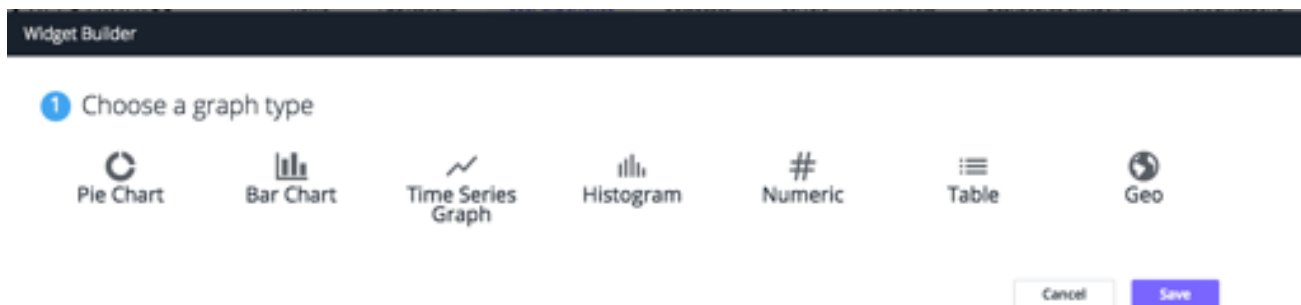 Widget Builder
1 Choose a graph type
Pie Chart
Bar Chart
Time Series
Graph
Histogram
# Numeric
Table
Geo
Cancel
Save